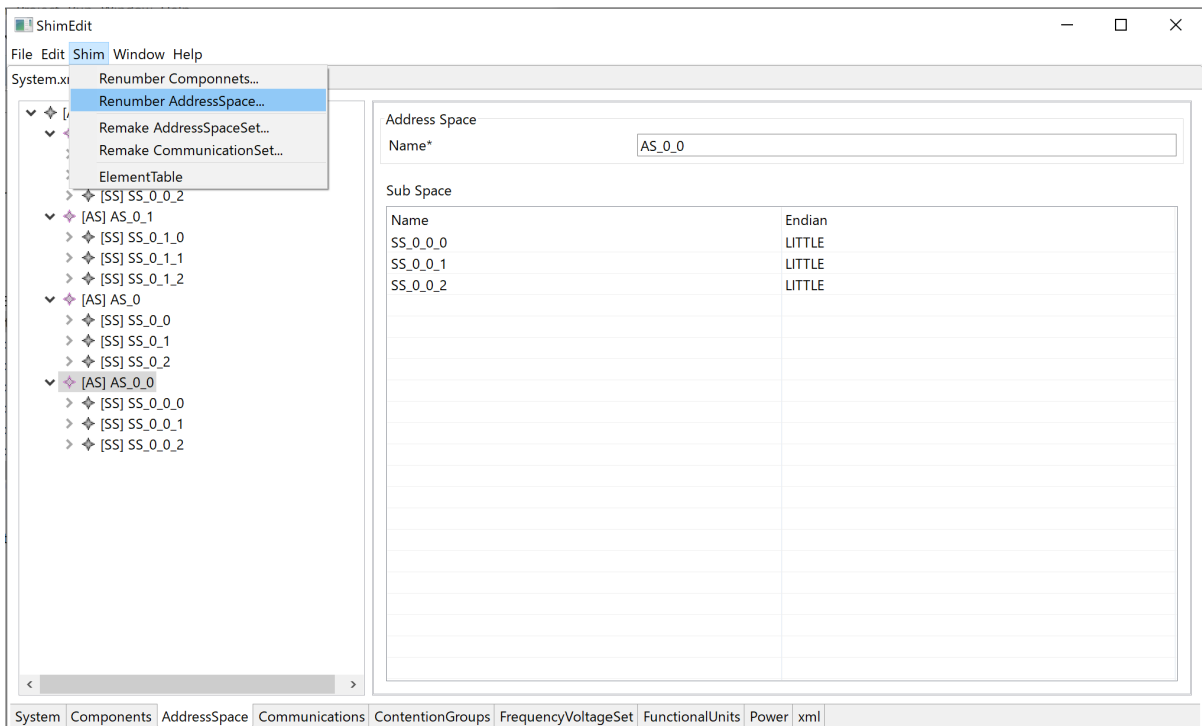 ShimEdit
File Edit Shim Window Help
System.x
Renumber Componnets...
Renumber AddressSpace...
Remake AddressSpaceSet...
Remake CommunicationSet...
ElementTable
[SS] SS_0_0_2
[AS] AS_0_1
[SS] SS_0_1_0
[SS] SS_0_1_1
[SS] SS_0_1_2
[AS] AS_0
[SS] SS_0_0
[SS] SS_0_1
[SS] SS_0_2
[AS] AS_0_0
[SS] SS_0_0_0
[SS] SS_0_0_1
[SS] SS_0_0_2
Address Space
Name* AS_0_0
Sub Space
Name Endian
SS_0_0_0 LITTLE
SS_0_0_1 LITTLE
SS_0_0_2 LITTLE
System Components AddressSpace Communications ContentionGroups FrequencyVoltageSet FunctionalUnits Power xml